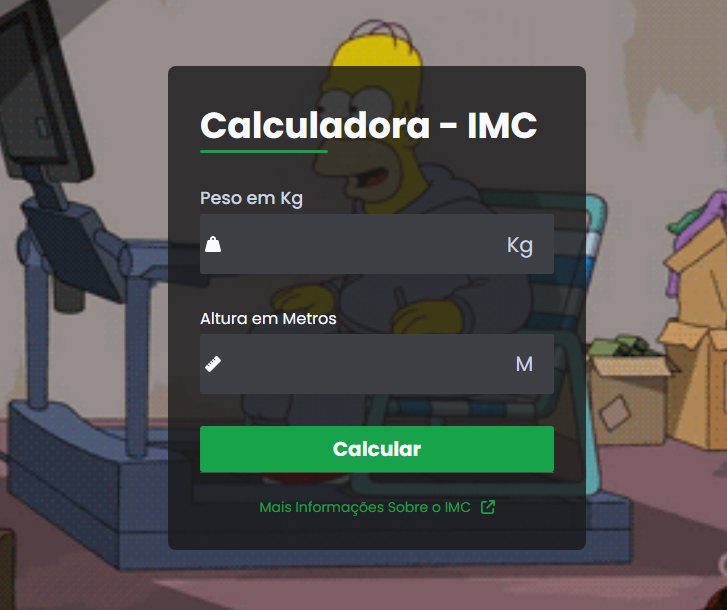 Calculadora - IMC
Peso em Kg
Kg
Altura em Metros
M
Calcular
Mais Informações Sobre o IMC